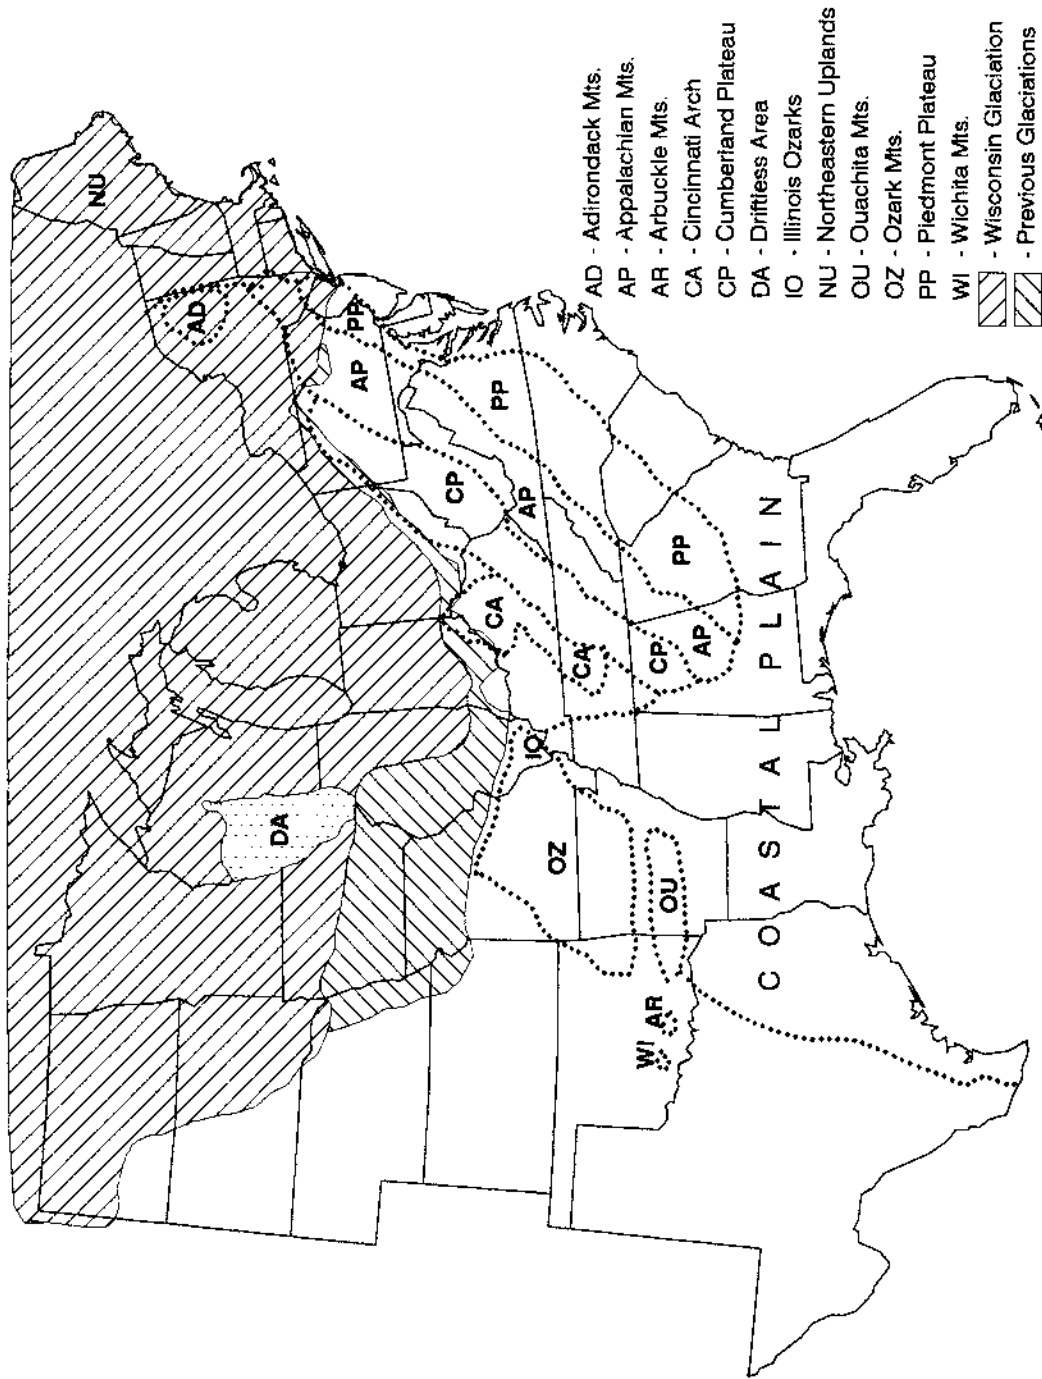 NU
AD
PP
AP
PP
CP
AP
PP
CA
CA
CP
AP
IO
DA
OZ
OU
AR
WI
COASTAL PLAIN
AD - Adirondack Mts.
AP - Appalachian Mts.
AR - Arbuckle Mts.
CA - Cincinnati Arch
CP - Cumberland Plateau
DA - Driftless Area
IO - Illinois Ozarks
NU - Northeastern Uplands
OU - Ouachita Mts.
OZ - Ozark Mts.
PP - Piedmont Plateau
WI - Wichita Mts.
- Wisconsin Glaciation
- Previous Glaciations